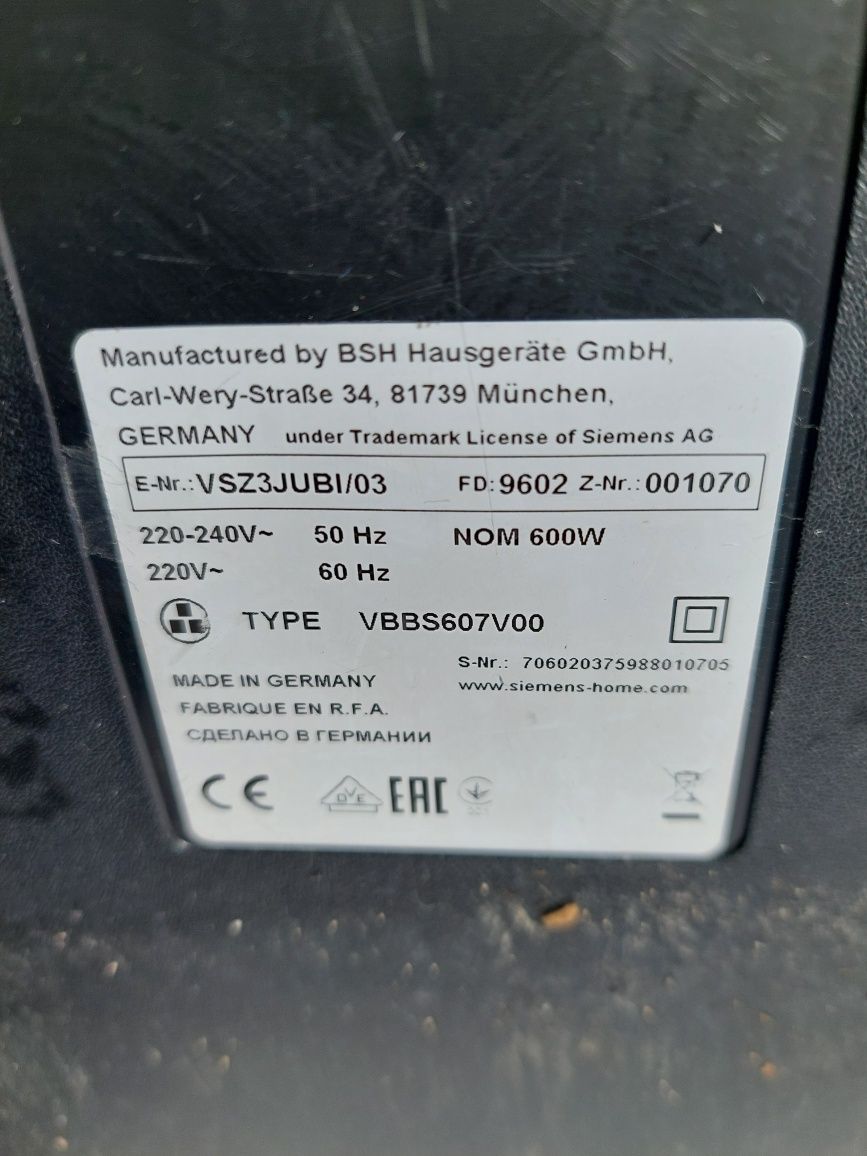 Manufactured by BSH Hausgeräte GmbH,
Carl-Wery-Straße 34, 81739 München,
GERMANY under Trademark License of Siemens AG
E-Nr.: VSZ3JUBI/03 FD: 9602 Z-Nr.: 001070
220-240V~ 50 Hz NOM 600W
220V~ 60 Hz
TYPE VBBS607V00
S-Nr.: 706020375988010705
MADE IN GERMANY www.siemens-home.com
FABRIQUE EN R.F.A.
СДЕЛАНО В ГЕРМАНИИ
CE DVE EAC